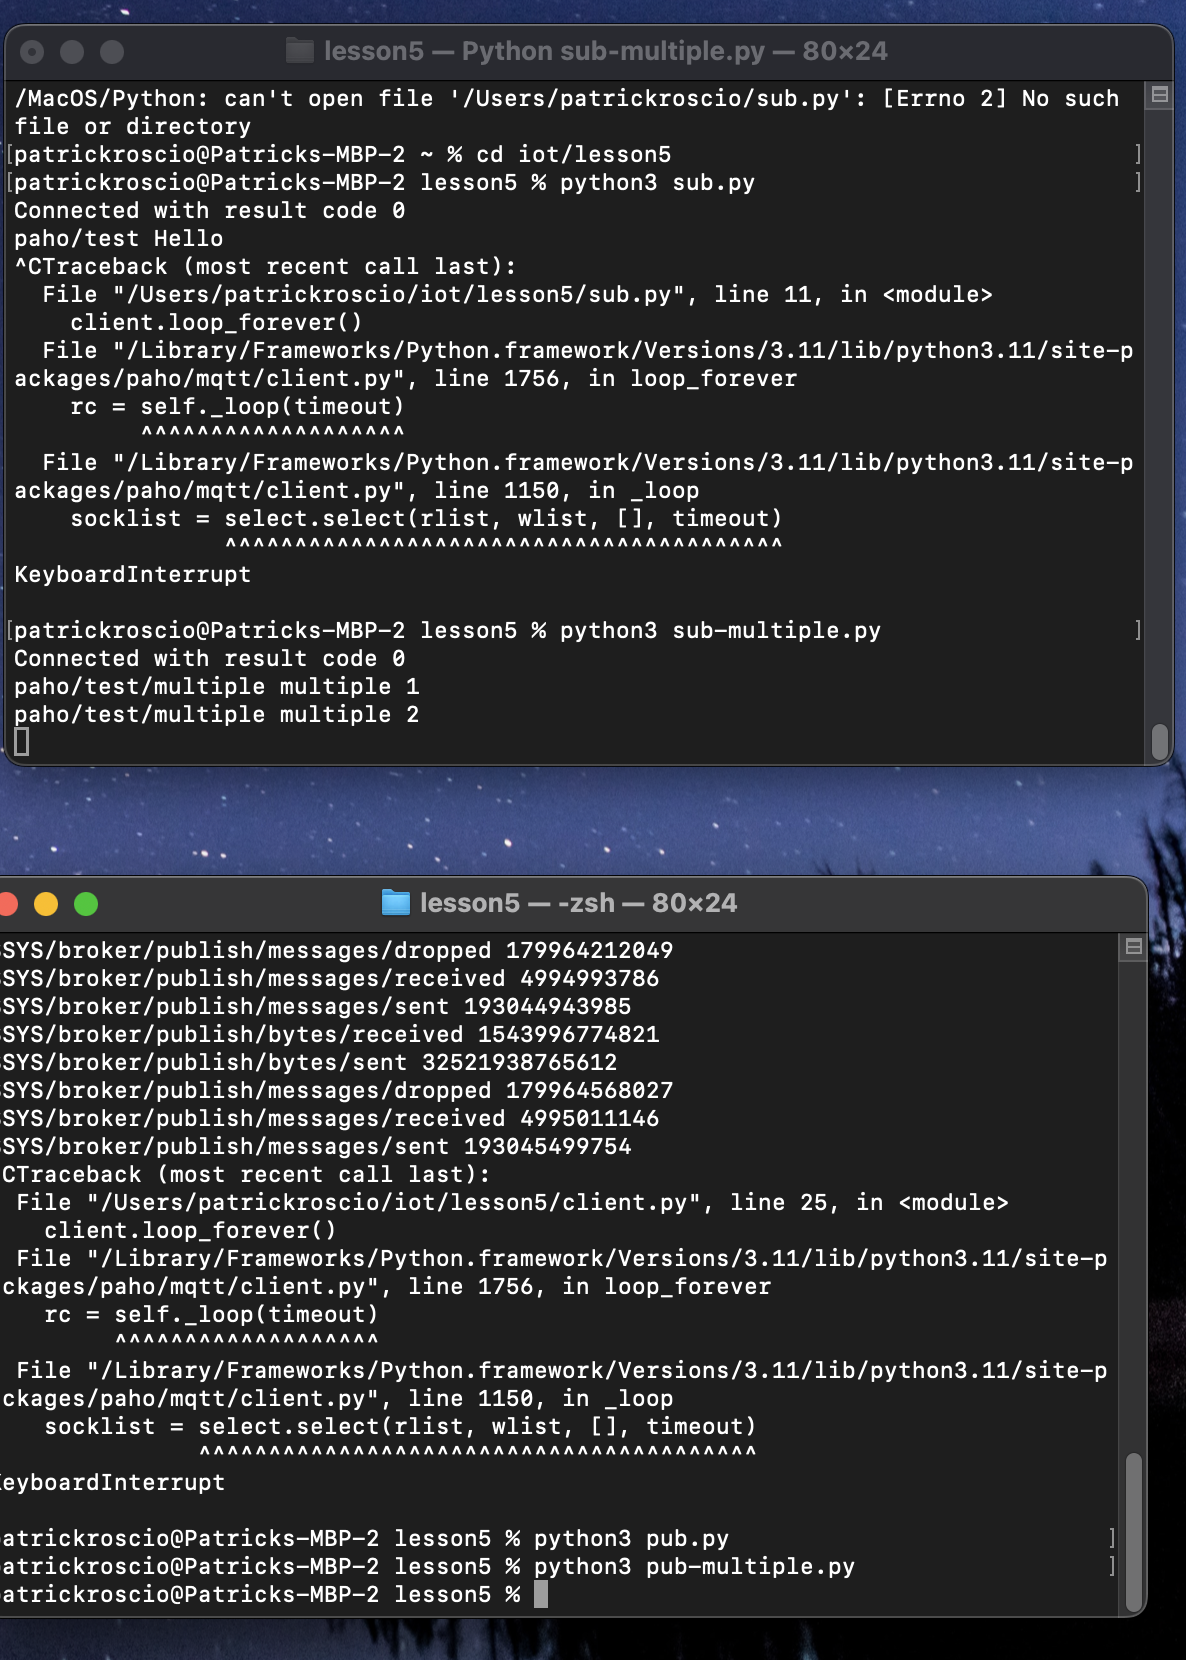 lesson5 — Python sub-multiple.py — 80×24
/MacOS/Python: can't open file '/Users/patrickroscio/sub.py': [Errno 2] No such
file or directory
[patrickroscio@Patricks-MBP-2 ~ % cd iot/lesson5 ]
[patrickroscio@Patricks-MBP-2 lesson5 % python3 sub.py ]
Connected with result code 0
paho/test Hello
^CTraceback (most recent call last):
  File "/Users/patrickroscio/iot/lesson5/sub.py", line 11, in <module>
    client.loop_forever()
  File "/Library/Frameworks/Python.framework/Versions/3.11/lib/python3.11/site-p
ackages/paho/mqtt/client.py", line 1756, in loop_forever
    rc = self._loop(timeout)
         ^^^^^^^^^^^^^^^^^^^
  File "/Library/Frameworks/Python.framework/Versions/3.11/lib/python3.11/site-p
ackages/paho/mqtt/client.py", line 1150, in _loop
    socklist = select.select(rlist, wlist, [], timeout)
               ^^^^^^^^^^^^^^^^^^^^^^^^^^^^^^^^^^^^^^^^
KeyboardInterrupt
[patrickroscio@Patricks-MBP-2 lesson5 % python3 sub-multiple.py ]
Connected with result code 0
paho/test/multiple multiple 1
paho/test/multiple multiple 2
lesson5 — -zsh — 80×24
SYS/broker/publish/messages/dropped 179964212049
SYS/broker/publish/messages/received 4994993786
SYS/broker/publish/messages/sent 193044943985
SYS/broker/publish/bytes/received 1543996774821
SYS/broker/publish/bytes/sent 32521938765612
SYS/broker/publish/messages/dropped 179964568027
SYS/broker/publish/messages/received 4995011146
SYS/broker/publish/messages/sent 193045499754
CTraceback (most recent call last):
  File "/Users/patrickroscio/iot/lesson5/client.py", line 25, in <module>
    client.loop_forever()
  File "/Library/Frameworks/Python.framework/Versions/3.11/lib/python3.11/site-p
ckages/paho/mqtt/client.py", line 1756, in loop_forever
    rc = self._loop(timeout)
         ^^^^^^^^^^^^^^^^^^^
  File "/Library/Frameworks/Python.framework/Versions/3.11/lib/python3.11/site-p
ckages/paho/mqtt/client.py", line 1150, in _loop
    socklist = select.select(rlist, wlist, [], timeout)
               ^^^^^^^^^^^^^^^^^^^^^^^^^^^^^^^^^^^^^^^^
eyboardInterrupt
atrickroscio@Patricks-MBP-2 lesson5 % python3 pub.py ]
atrickroscio@Patricks-MBP-2 lesson5 % python3 pub-multiple.py ]
atrickroscio@Patricks-MBP-2 lesson5 %